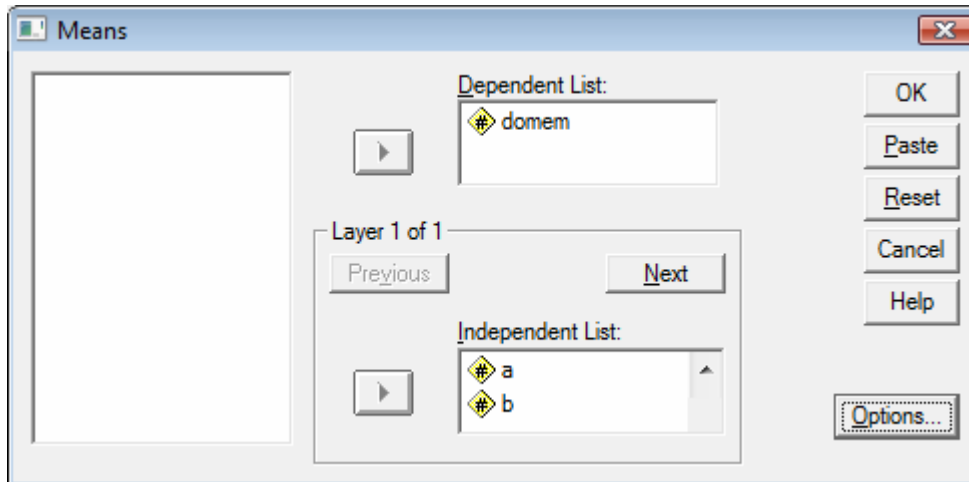 Means
Dependent List:
domem
OK
Paste
Reset
Cancel
Help
Layer 1 of 1
Previous
Next
Independent List:
a
b
Options...